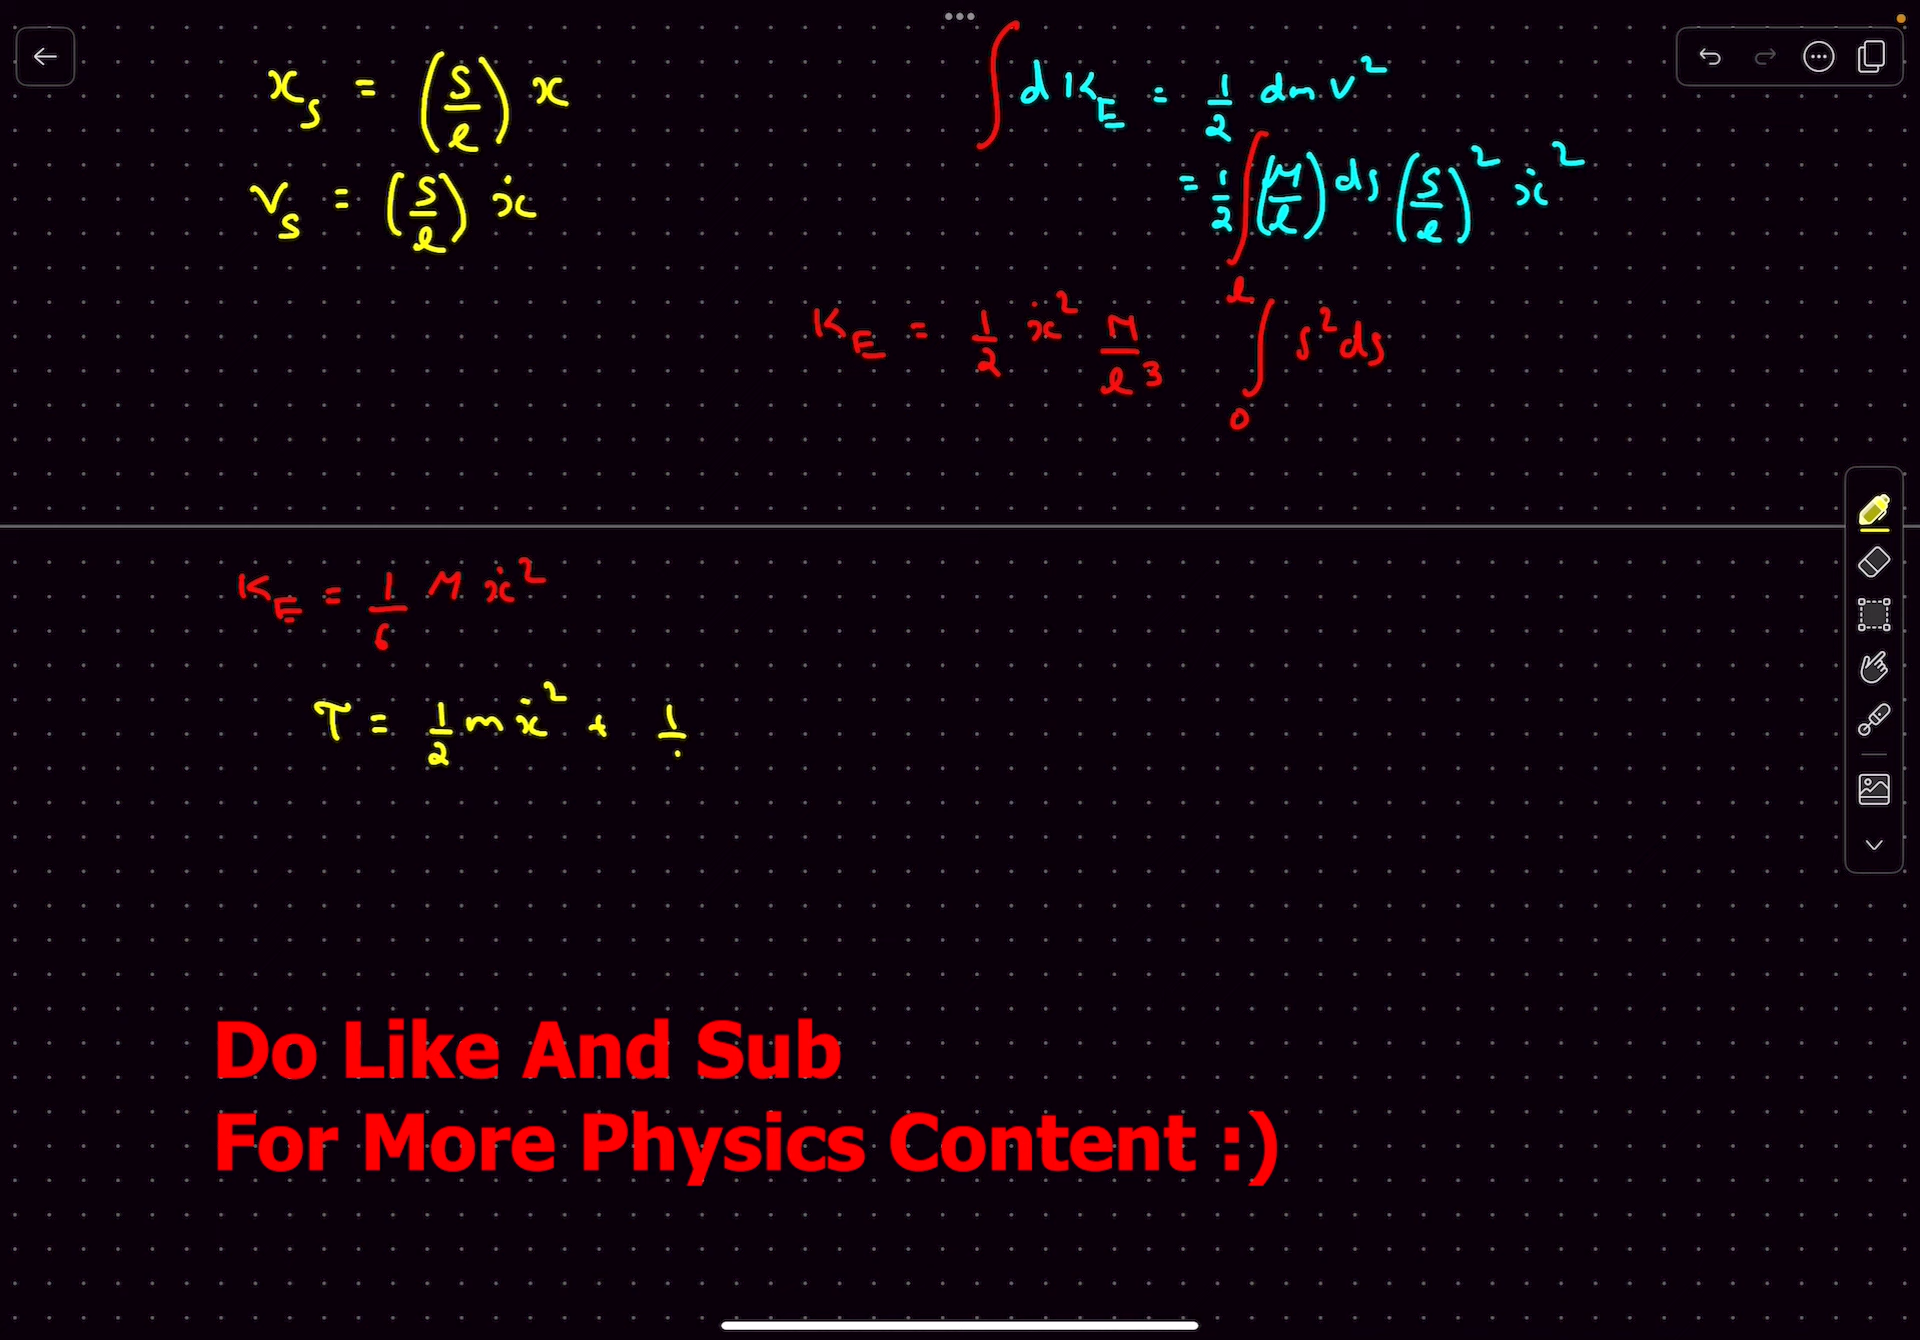 x_s = (s/l) x
v_s = (s/l) ẋ
∫ dK_E = 1/2 dm v²
= 1/2 ∫ (M/l) ds (s/l)² ẋ²
K_E = 1/2 ẋ² M/l³ ∫₀ˡ s² ds
K_E = 1/6 M ẋ²
T = 1/2 m ẋ² + 1/
Do Like And Sub
For More Physics Content :)